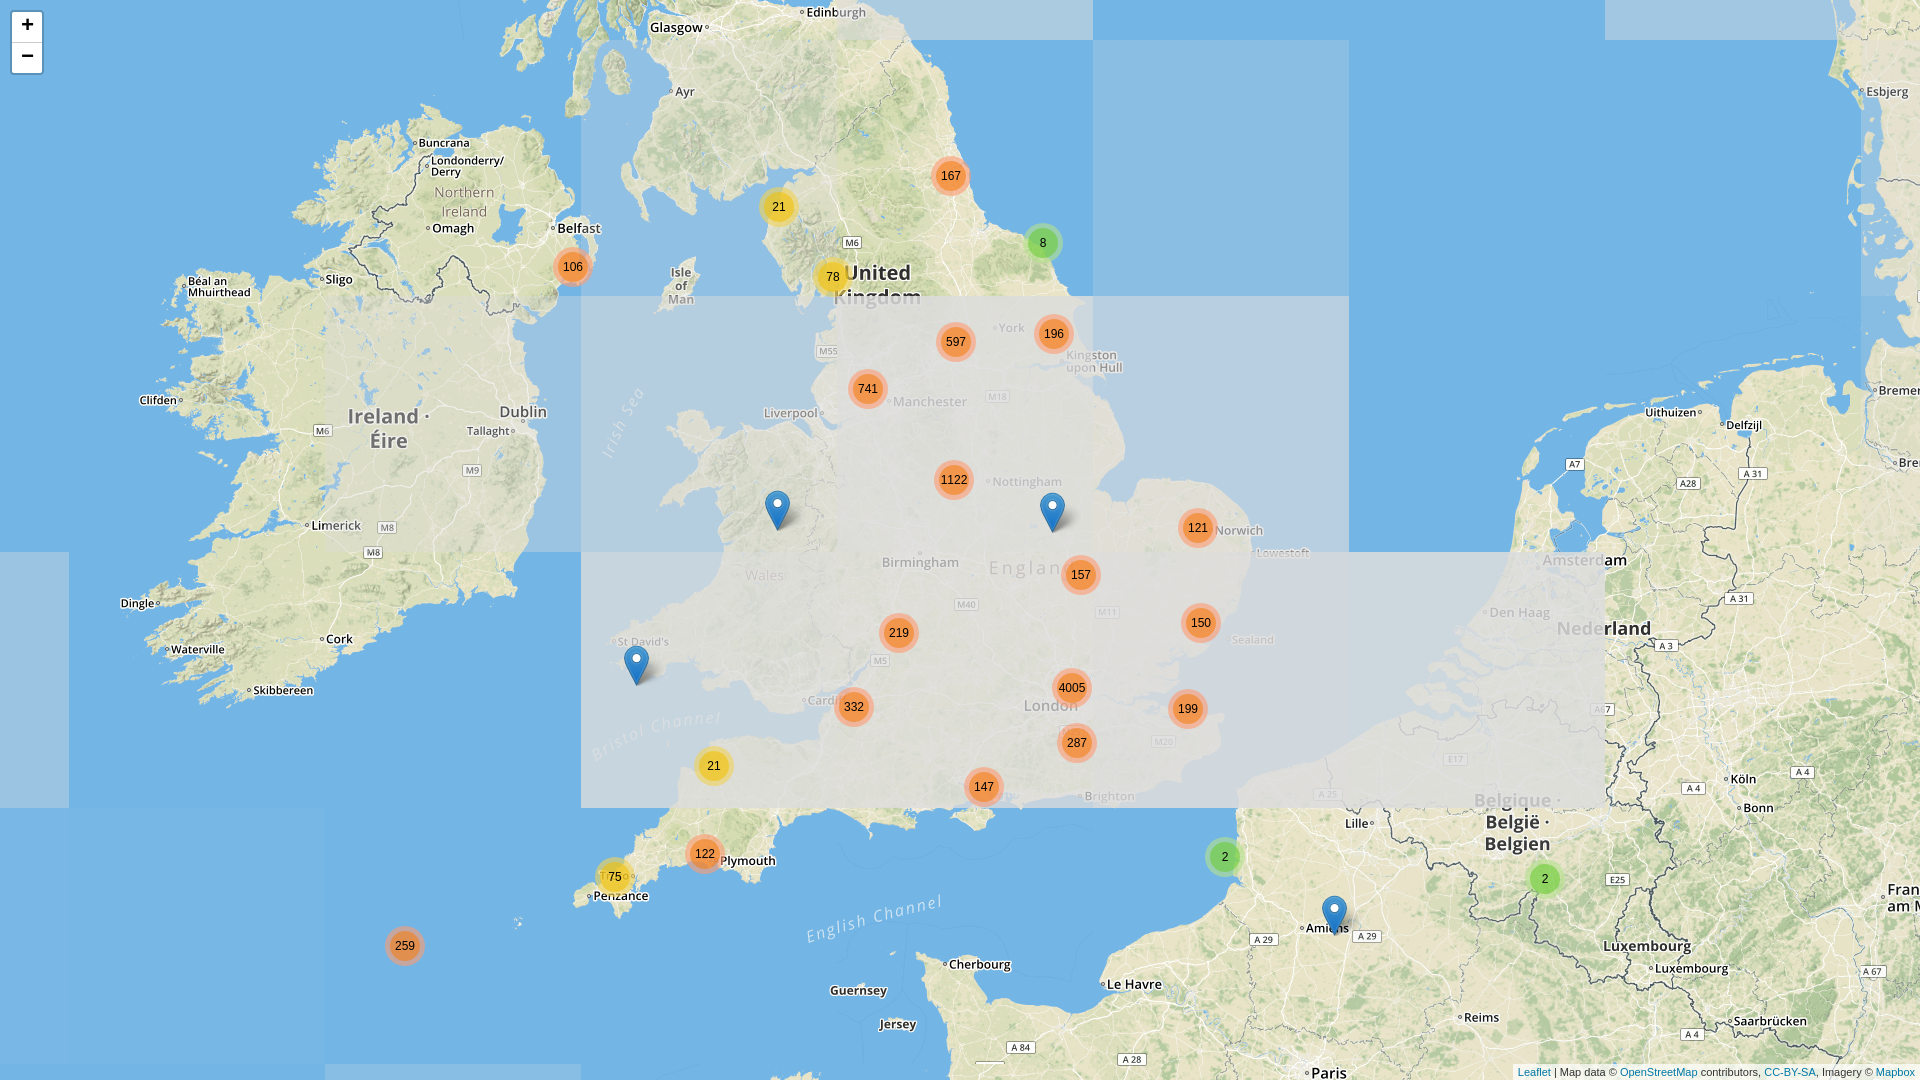 +
−
Glasgow
Edinburgh
Ayr
Esbjerg
Buncrana
Londonderry/
Derry
Northern
Ireland
Omagh
Belfast
167
21
M6
8
106
Sligo
Béal an
Mhuirthead
Isle
of
Man
78
United
Kingdom
York
196
597
M55
Kingston
upon Hull
741
Manchester
M18
Liverpool
Irish Sea
Clifden
Ireland ·
Éire
Dublin
Tallaght
M6
M9
Uithuizen
Delfzijl
A7
A 31
A28
1122
Nottingham
Limerick
M8
M8
121
Norwich
Lowestoft
Birmingham
Wales
England
157
M40
M11
Amsterdam
Den Haag
A 31
Nederland
A 3
Dingle
Cork
Waterville
Skibbereen
St David's
219
150
Sealand
M5
4005
London
Cardiff
332
199
287
M20
E17
Bristol Channel
21
147
Brighton
A 25
Köln
A 4
A 4
Bonn
Belgique ·
België ·
Belgien
Lille
122
Plymouth
75
Penzance
2
2
E25
259
English Channel
Amiens
A 29
A 29
Luxembourg
Luxembourg
A 67
Cherbourg
Guernsey
Jersey
Le Havre
Reims
Saarbrücken
A 4
A 84
A 28
Paris
Leaflet | Map data © OpenStreetMap contributors, CC-BY-SA, Imagery © Mapbox